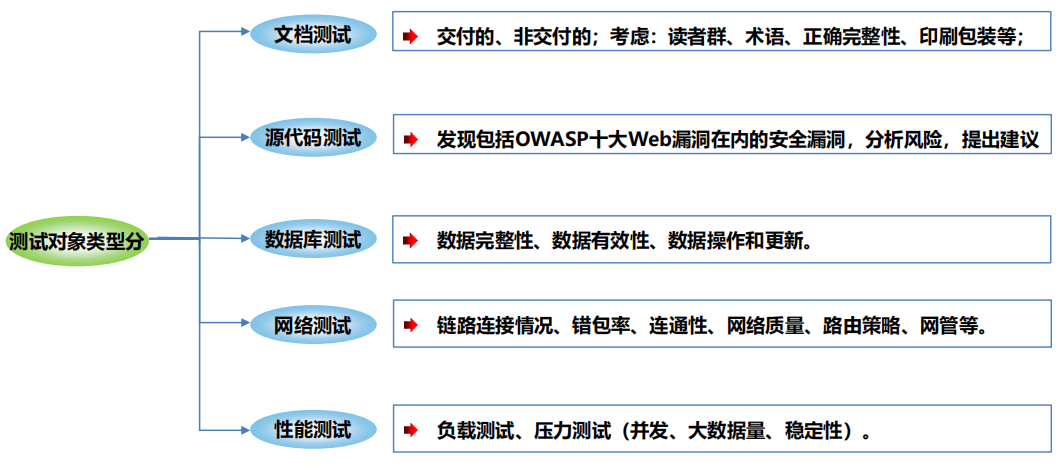 文档测试
交付的、非交付的；考虑：读者群、术语、正确完整性、印刷包装等；
源代码测试
发现包括OWASP十大Web漏洞在内的安全漏洞，分析风险，提出建议
测试对象类型分
数据库测试
数据完整性、数据有效性、数据操作和更新。
网络测试
链路连接情况、错包率、连通性、网络质量、路由策略、网管等。
性能测试
负载测试、压力测试（并发、大数据量、稳定性）。